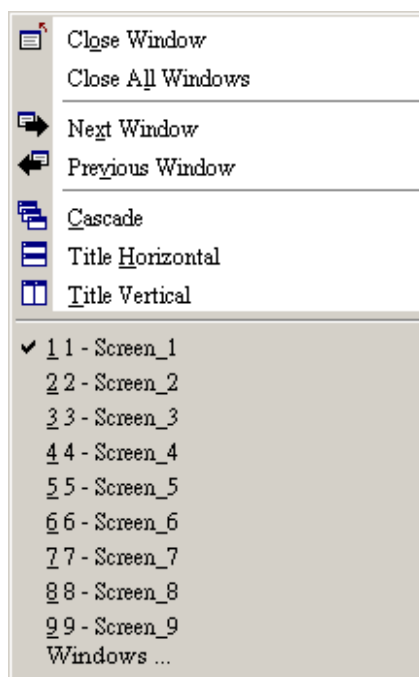 Close Window
Close All Windows
Next Window
Previous Window
Cascade
Title Horizontal
Title Vertical
1 1 - Screen_1
2 2 - Screen_2
3 3 - Screen_3
4 4 - Screen_4
5 5 - Screen_5
6 6 - Screen_6
7 7 - Screen_7
8 8 - Screen_8
9 9 - Screen_9
Windows ...